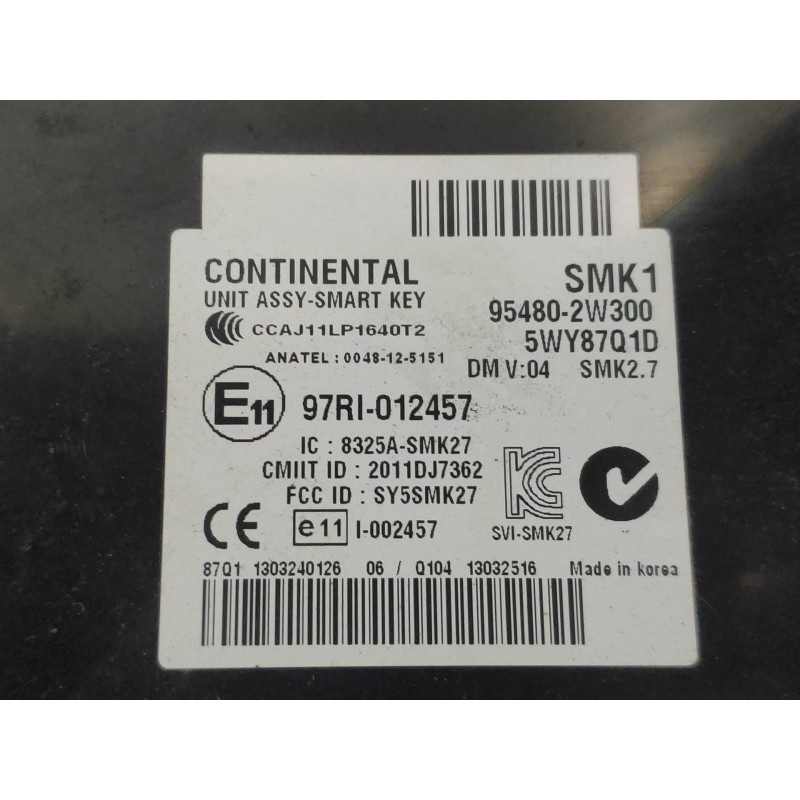 CONTINENTAL SMK1
UNIT ASSY-SMART KEY 95480-2W300
CCAJ11LP1640T2 5WY87Q1D
ANATEL : 0048-12-5151 DM V:04 SMK2.7
E11 97RI-012457
IC : 8325A-SMK27
CMIIT ID : 2011DJ7362
FCC ID : SY5SMK27
CE e11 I-002457 SVI-SMK27
87Q1 1303240126 06 / Q104 13032516 Made in korea